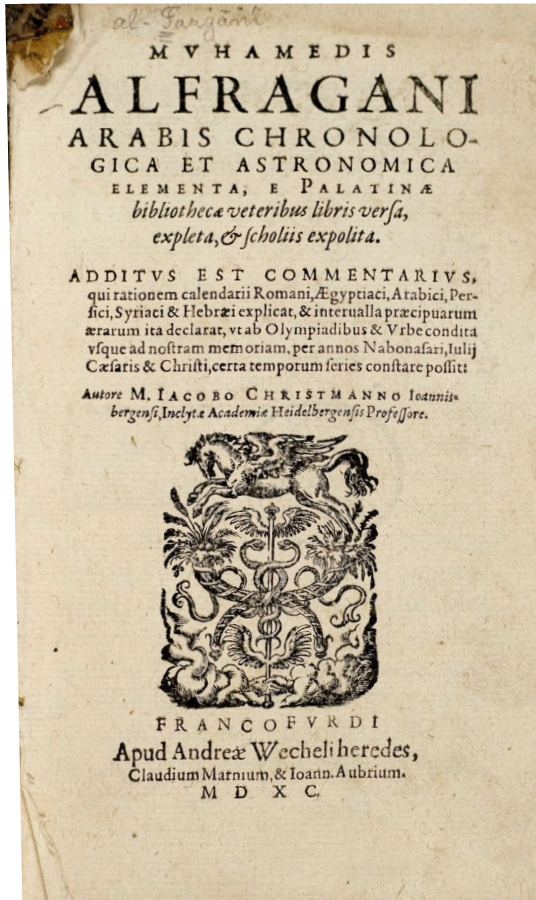 al-Fargānī
MVHAMEDIS
ALFRAGANI
ARABIS CHRONOLO-
GICA ET ASTRONOMICA
ELEMENTA, E PALATINÆ
bibliothecæ veteribus libris versa,
expleta, & scholiis expolita.
ADDITVS EST COMMENTARIVS,
qui rationem calendarii Romani, Ægyptiaci, Arabici, Per-
sici, Syriaci & Hebræi explicat, & interualla præcipuarum
ærarum ita declarat, vt ab Olympiadibus & Vrbe condita
vsque ad nostram memoriam, per annos Nabonasari, Iulij
Cæsaris & Christi, certa temporum series constare possit:
Autore M. IACOBO CHRISTMANNO Ioannis-
bergensi, Inclytæ Academiæ Heidelbergensis Professore.
FRANCOFVRDI
Apud Andreæ Wecheli heredes,
Claudium Marnium, & Ioann. Aubrium.
MDXC.